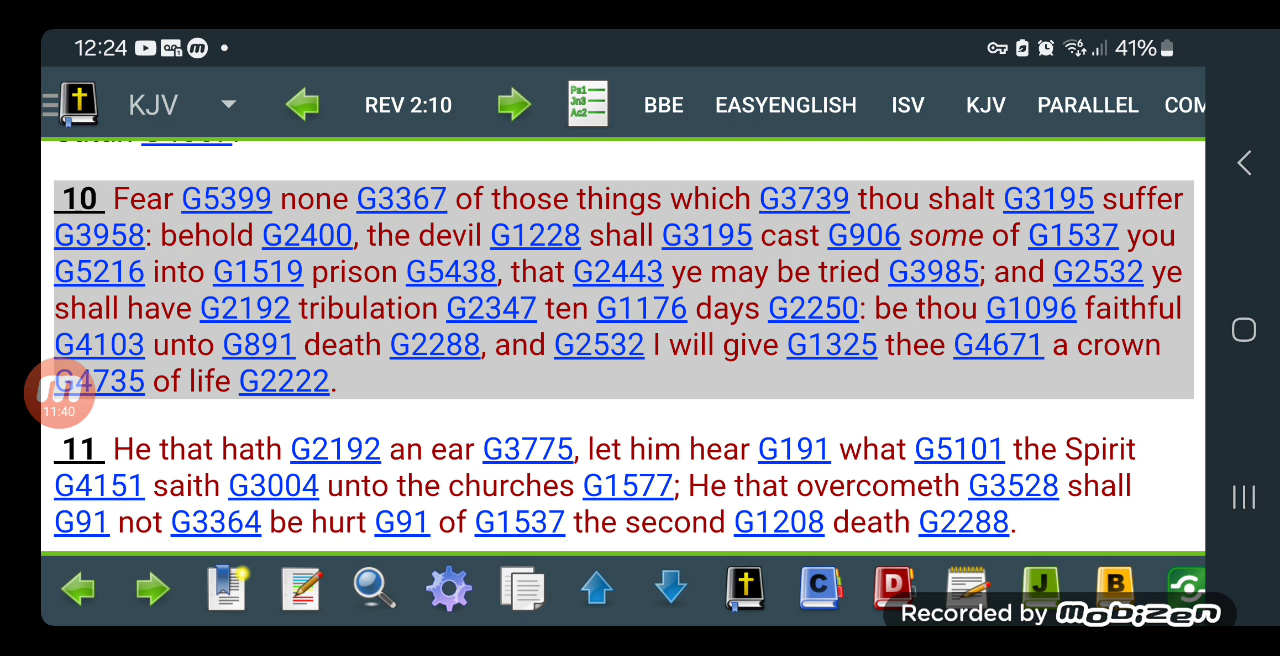 12:24 • 41%
KJV REV 2:10 Ps1 Jn3 Ac2 BBE EASYENGLISH ISV KJV PARALLEL COM
10 Fear G5399 none G3367 of those things which G3739 thou shalt G3195 suffer
G3958: behold G2400, the devil G1228 shall G3195 cast G906 some of G1537 you
G5216 into G1519 prison G5438, that G2443 ye may be tried G3985; and G2532 ye
shall have G2192 tribulation G2347 ten G1176 days G2250: be thou G1096 faithful
G4103 unto G891 death G2288, and G2532 I will give G1325 thee G4671 a crown
G4735 of life G2222.
11:40
11 He that hath G2192 an ear G3775, let him hear G191 what G5101 the Spirit
G4151 saith G3004 unto the churches G1577; He that overcometh G3528 shall
G91 not G3364 be hurt G91 of G1537 the second G1208 death G2288.
C D J B
Recorded by mobizen